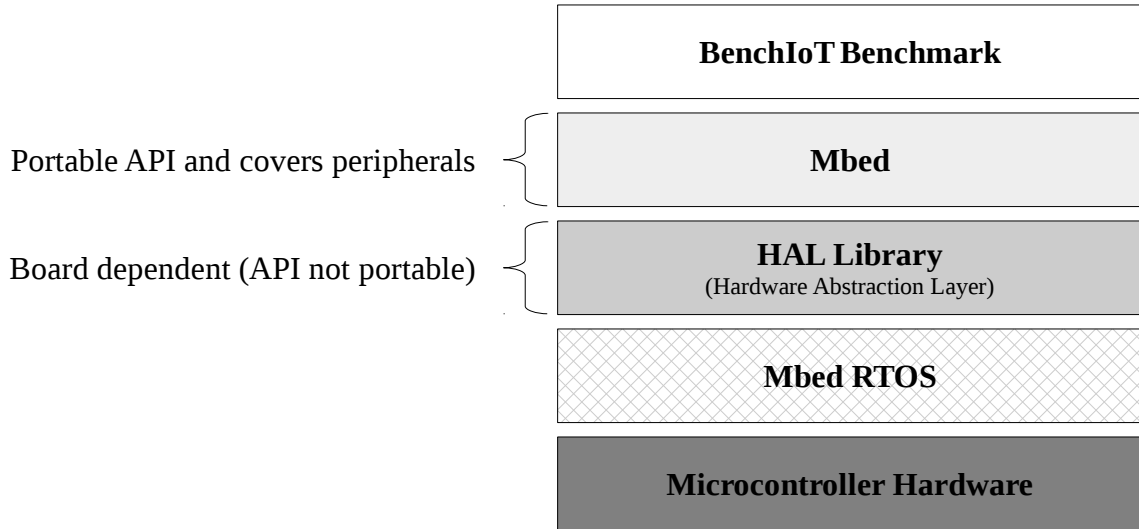 BenchIoT Benchmark
Portable API and covers peripherals
Mbed
Board dependent (API not portable)
HAL Library
(Hardware Abstraction Layer)
Mbed RTOS
Microcontroller Hardware